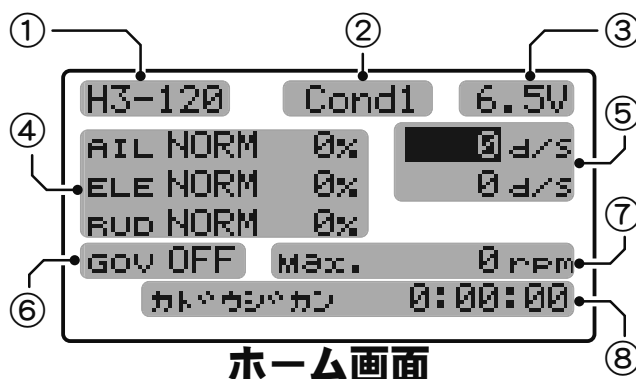 ① ② ③
H3-120 Cond1 6.5V
④ ⑤
AIL NORM 0% 0 d/s
ELE NORM 0% 0 d/s
RUD NORM 0%
⑦
GOV OFF Max. 0 rpm
⑥
カドウジカン 0:00:00
⑧
ホーム画面